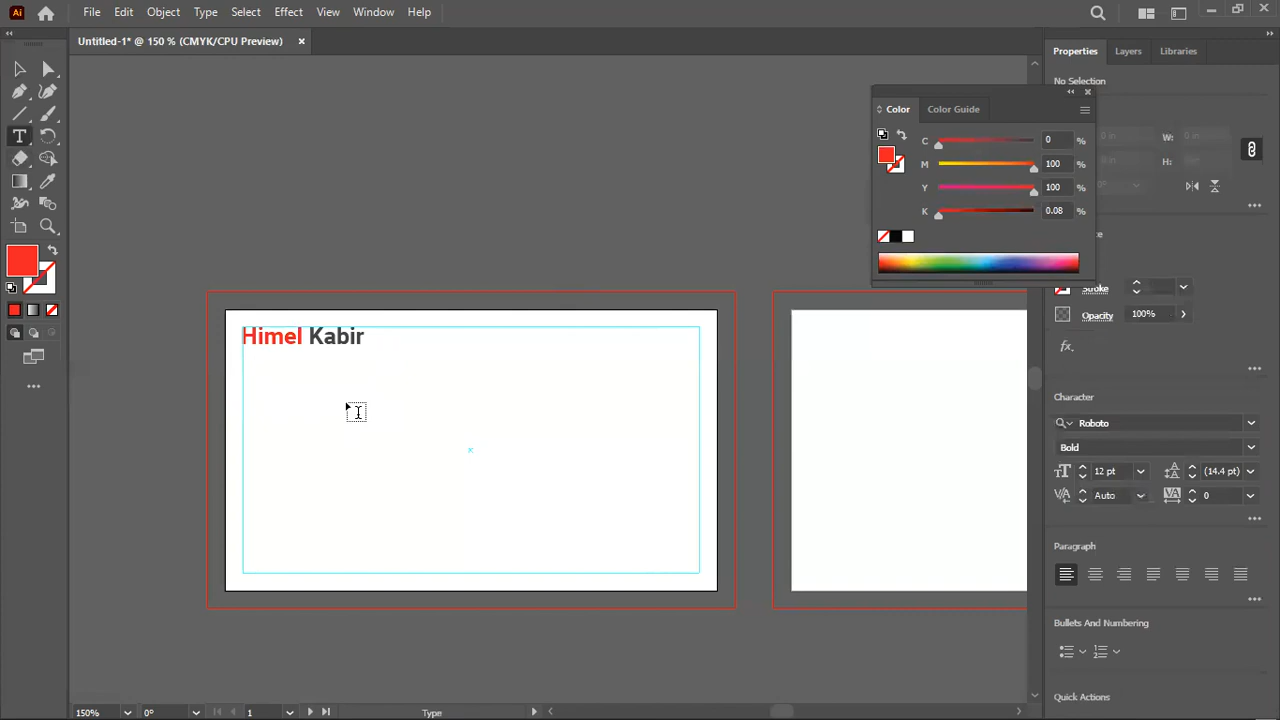 Ai File Edit Object Type Select Effect View Window Help
Untitled-1* @ 150 % (CMYK/CPU Preview)
Properties Layers Libraries
No Selection
Color Color Guide
C 0 %
M 100 %
Y 100 %
K 0.08 %
W:
H:
Stroke
Opacity 100%
fx
Himel Kabir
Character
Roboto
Bold
12 pt (14.4 pt)
Auto 0
Paragraph
Bullets And Numbering
Quick Actions
150% 0° 1 Type